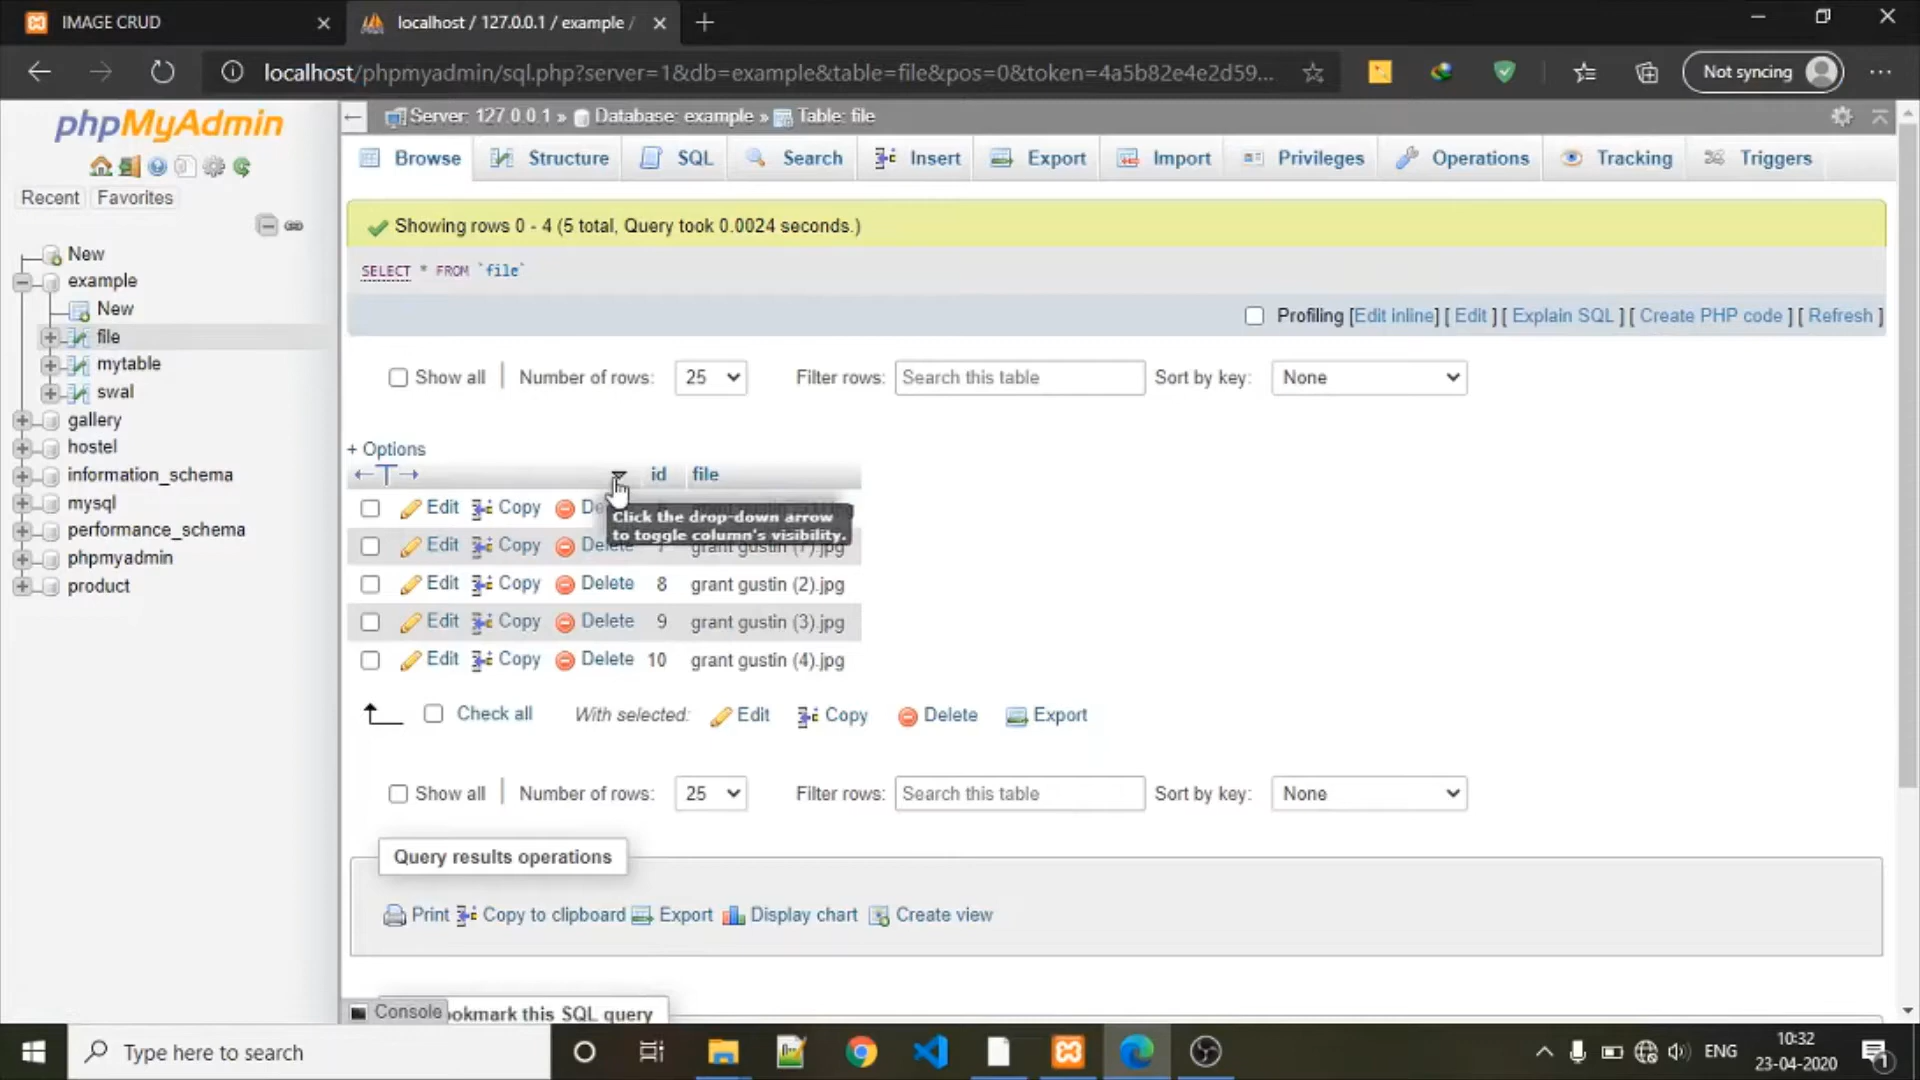 IMAGE CRUD
localhost / 127.0.0.1 / example /
localhost/phpmyadmin/sql.php?server=1&db=example&table=file&pos=0&token=4a5b82e4e2d59...
Not syncing
phpMyAdmin
Recent
Favorites
New
example
New
file
mytable
swal
gallery
hostel
information_schema
mysql
performance_schema
phpmyadmin
product
Server: 127.0.0.1 » Database: example » Table: file
Browse
Structure
SQL
Search
Insert
Export
Import
Privileges
Operations
Tracking
Triggers
Showing rows 0 - 4 (5 total, Query took 0.0024 seconds.)
SELECT * FROM `file`
Profiling [Edit inline] [ Edit ] [ Explain SQL ] [ Create PHP code ] [ Refresh ]
Show all
Number of rows:
25
Filter rows:
Search this table
Sort by key:
None
+ Options
id
file
Edit
Copy
Click the drop-down arrow
to toggle column's visibility.
Edit
Copy
Delete
grant gustin (1).jpg
Edit
Copy
Delete
8
grant gustin (2).jpg
Edit
Copy
Delete
9
grant gustin (3).jpg
Edit
Copy
Delete
10
grant gustin (4).jpg
Check all
With selected:
Edit
Copy
Delete
Export
Show all
Number of rows:
25
Filter rows:
Search this table
Sort by key:
None
Query results operations
Print
Copy to clipboard
Export
Display chart
Create view
Console
ookmark this SQL query
Type here to search
ENG
10:32
23-04-2020
1